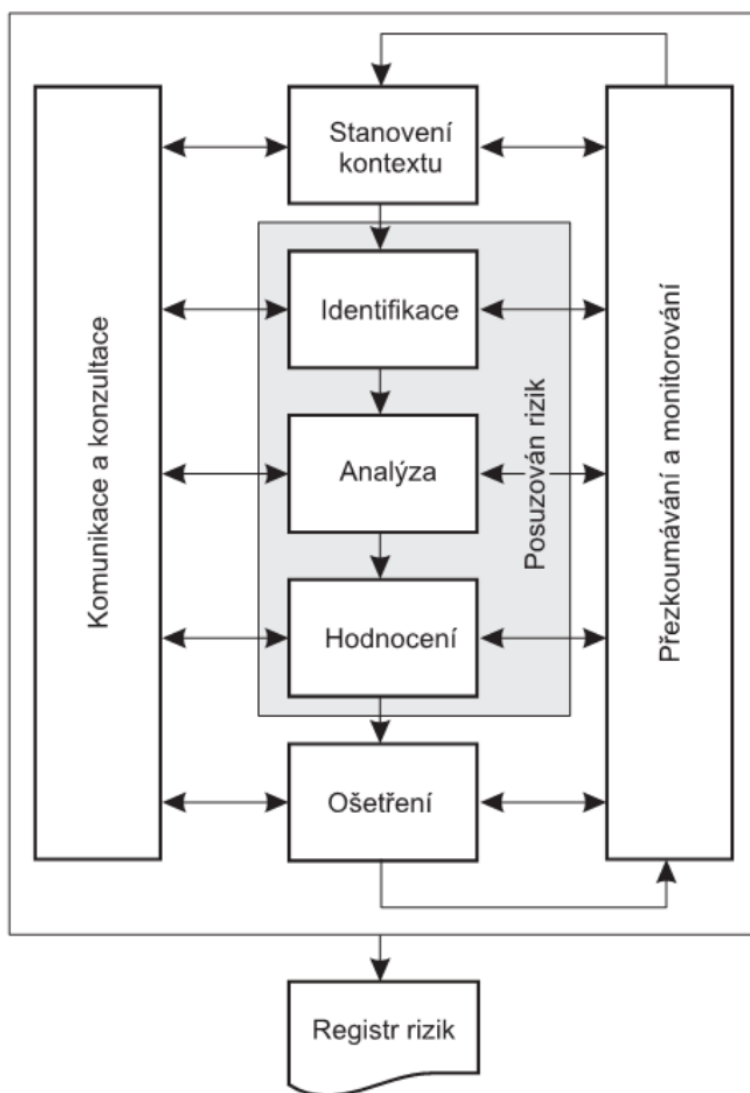 Stanovení
kontextu
Komunikace a konzultace
Identifikace
Analýza
Hodnocení
Posuzován rizik
Přezkoumávání a monitorování
Ošetření
Registr rizik